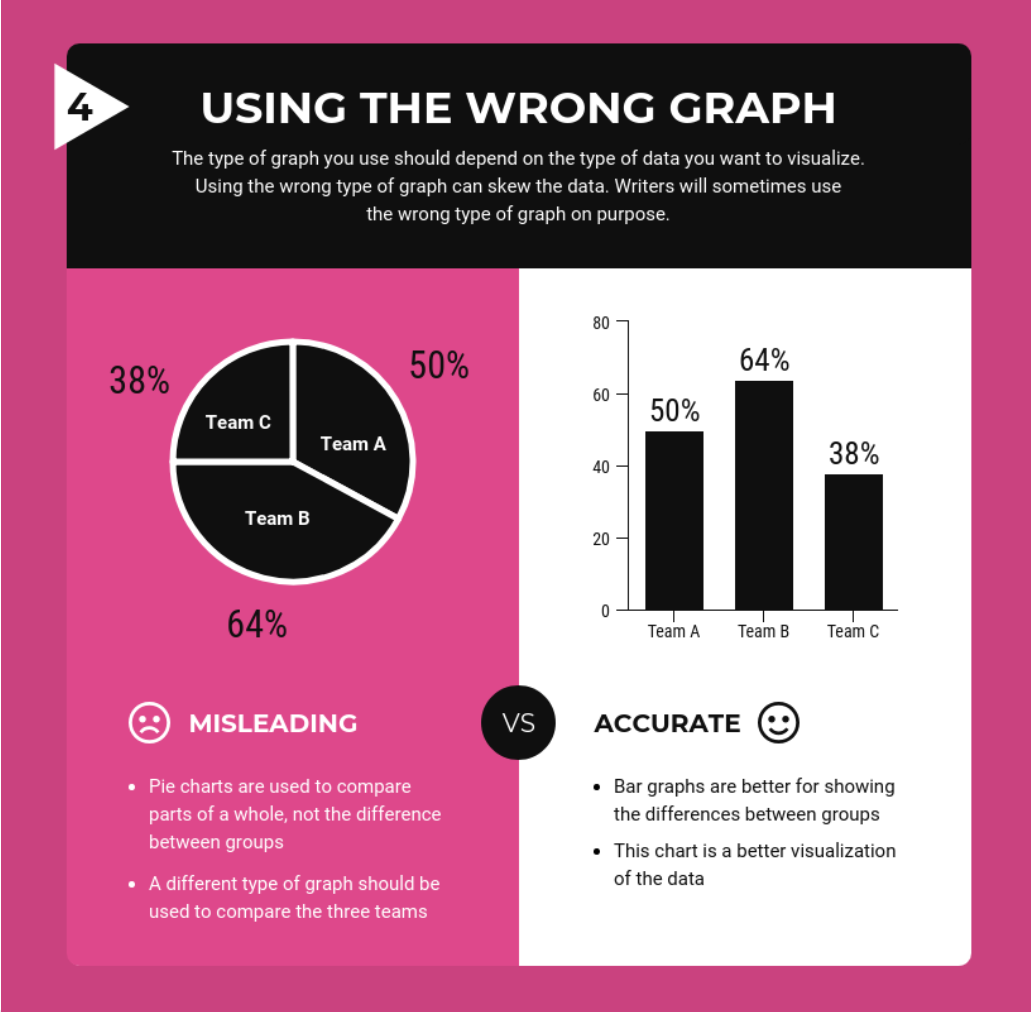 4
USING THE WRONG GRAPH
The type of graph you use should depend on the type of data you want to visualize.
Using the wrong type of graph can skew the data. Writers will sometimes use
the wrong type of graph on purpose.
38%
50%
Team C
Team A
Team B
64%
MISLEADING
• Pie charts are used to compare
parts of a whole, not the difference
between groups
• A different type of graph should be
used to compare the three teams
VS
80
60
40
20
0
50%
64%
38%
Team A
Team B
Team C
ACCURATE
• Bar graphs are better for showing
the differences between groups
• This chart is a better visualization
of the data